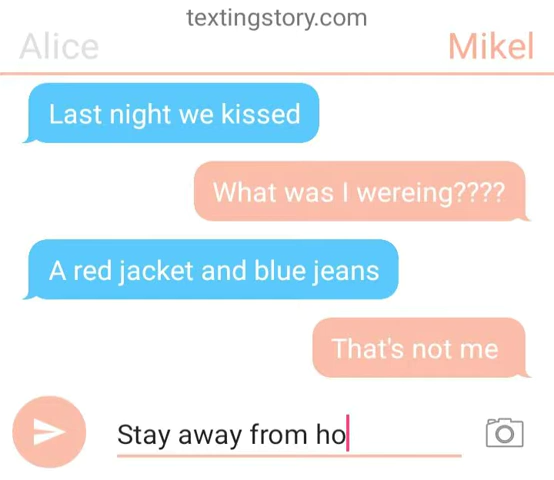 textingstory.com
Alice
Mikel
Last night we kissed
What was I wereing????
A red jacket and blue jeans
That's not me
Stay away from ho